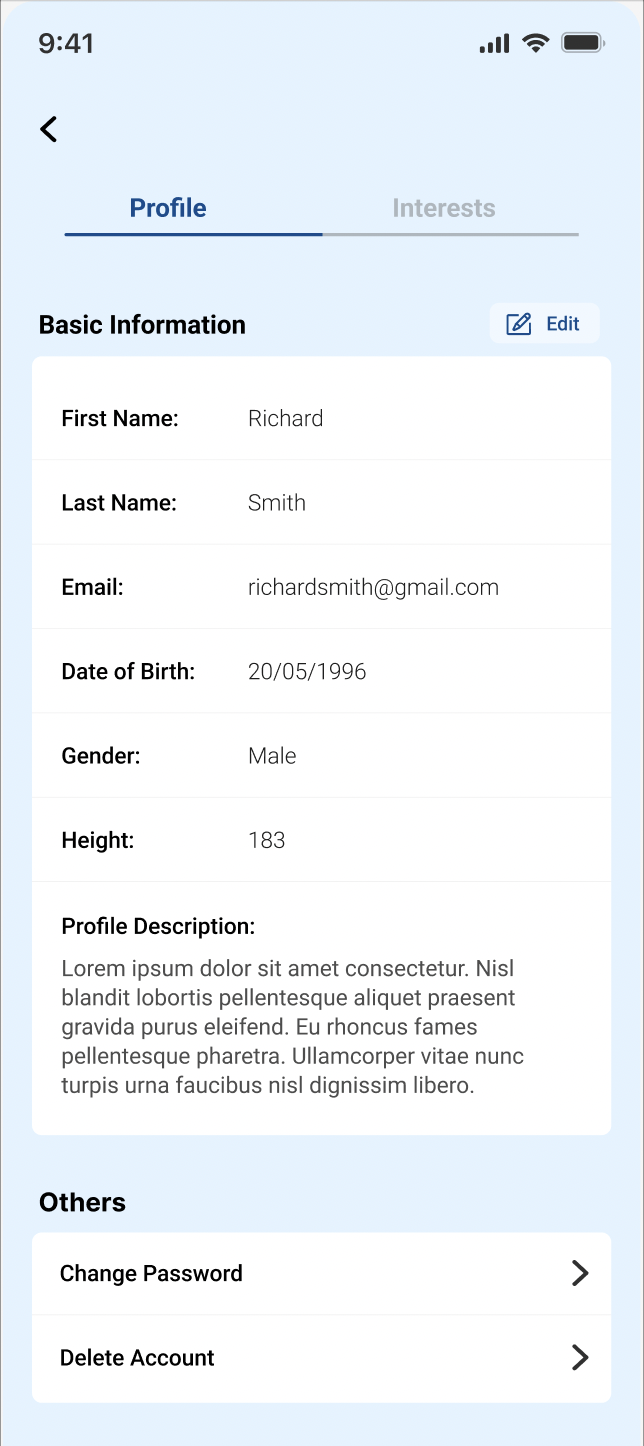 9:41
Profile Interests
Basic Information Edit
First Name: Richard
Last Name: Smith
Email: richardsmith@gmail.com
Date of Birth: 20/05/1996
Gender: Male
Height: 183
Profile Description:
Lorem ipsum dolor sit amet consectetur. Nisl
blandit lobortis pellentesque aliquet praesent
gravida purus eleifend. Eu rhoncus fames
pellentesque pharetra. Ullamcorper vitae nunc
turpis urna faucibus nisl dignissim libero.
Others
Change Password
Delete Account